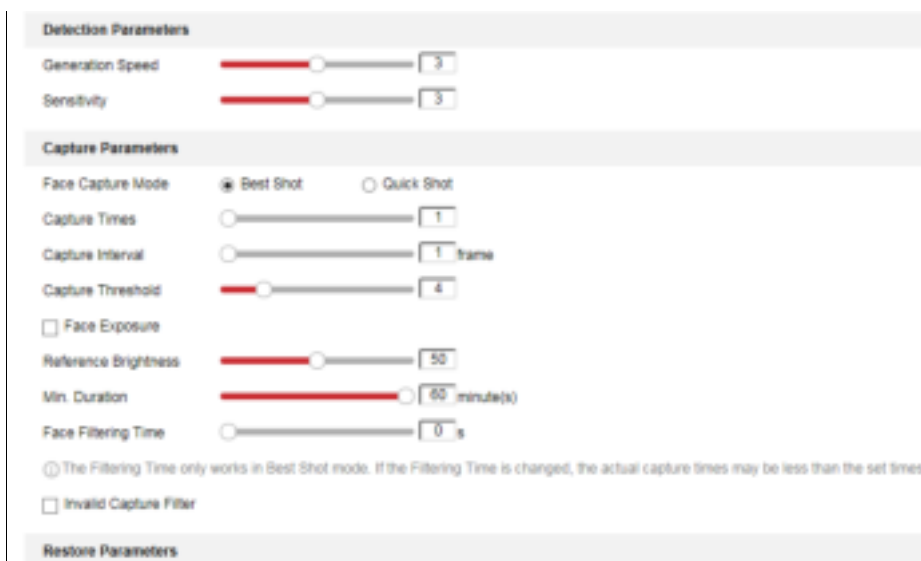 Detection Parameters
Generation Speed 3
Sensitivity 3
Capture Parameters
Face Capture Mode Best Shot Quick Shot
Capture Times 1
Capture Interval 1 frame
Capture Threshold 4
Face Exposure
Reference Brightness 50
Min. Duration 60 minute(s)
Face Filtering Time 0 s
The Filtering Time only works in Best Shot mode. If the Filtering Time is changed, the actual capture times may be less than the set times
Invalid Capture Filter
Restore Parameters